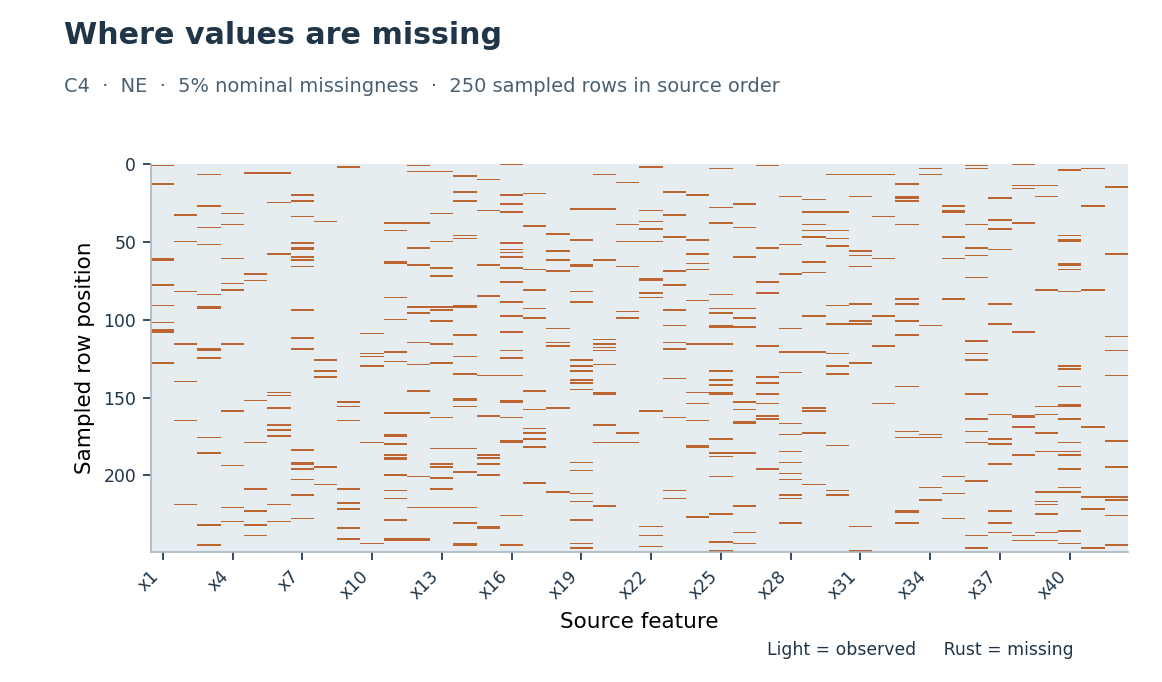 Where values are missing
C4 · NE · 5% nominal missingness · 250 sampled rows in source order
Sampled row position
0
50
100
150
200
x1 x4 x7 x10 x13 x16 x19 x22 x25 x28 x31 x34 x37 x40
Source feature
Light = observed Rust = missing